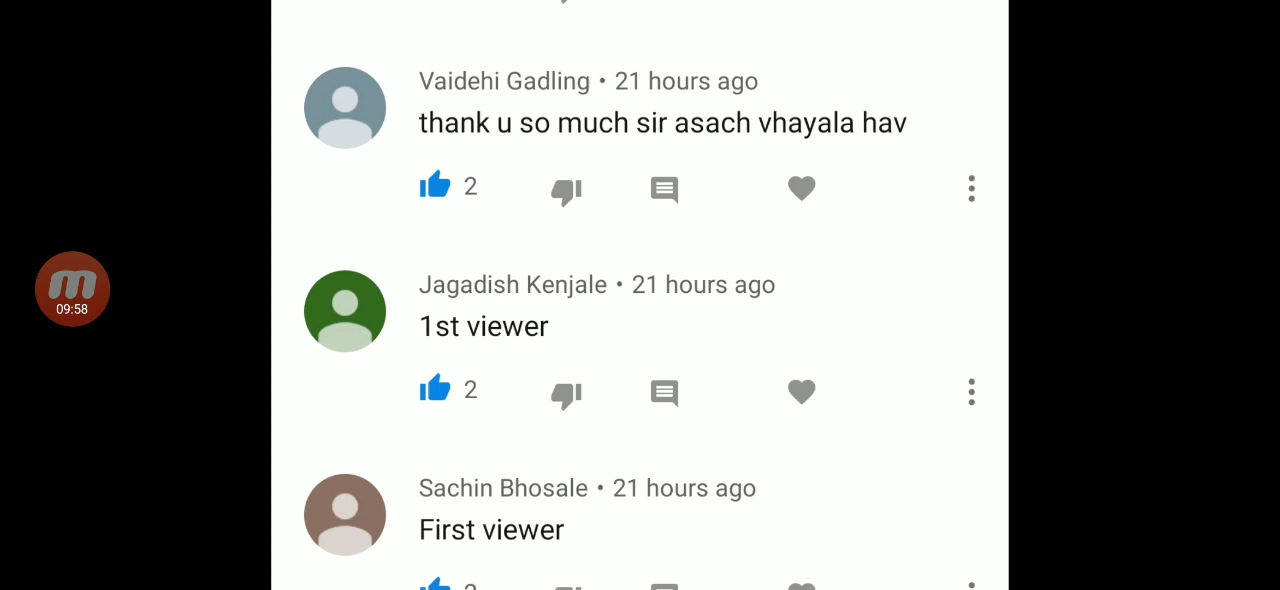 Vaidehi Gadling • 21 hours ago
thank u so much sir asach vhayala hav
2
Jagadish Kenjale • 21 hours ago
1st viewer
2
09:58
Sachin Bhosale • 21 hours ago
First viewer